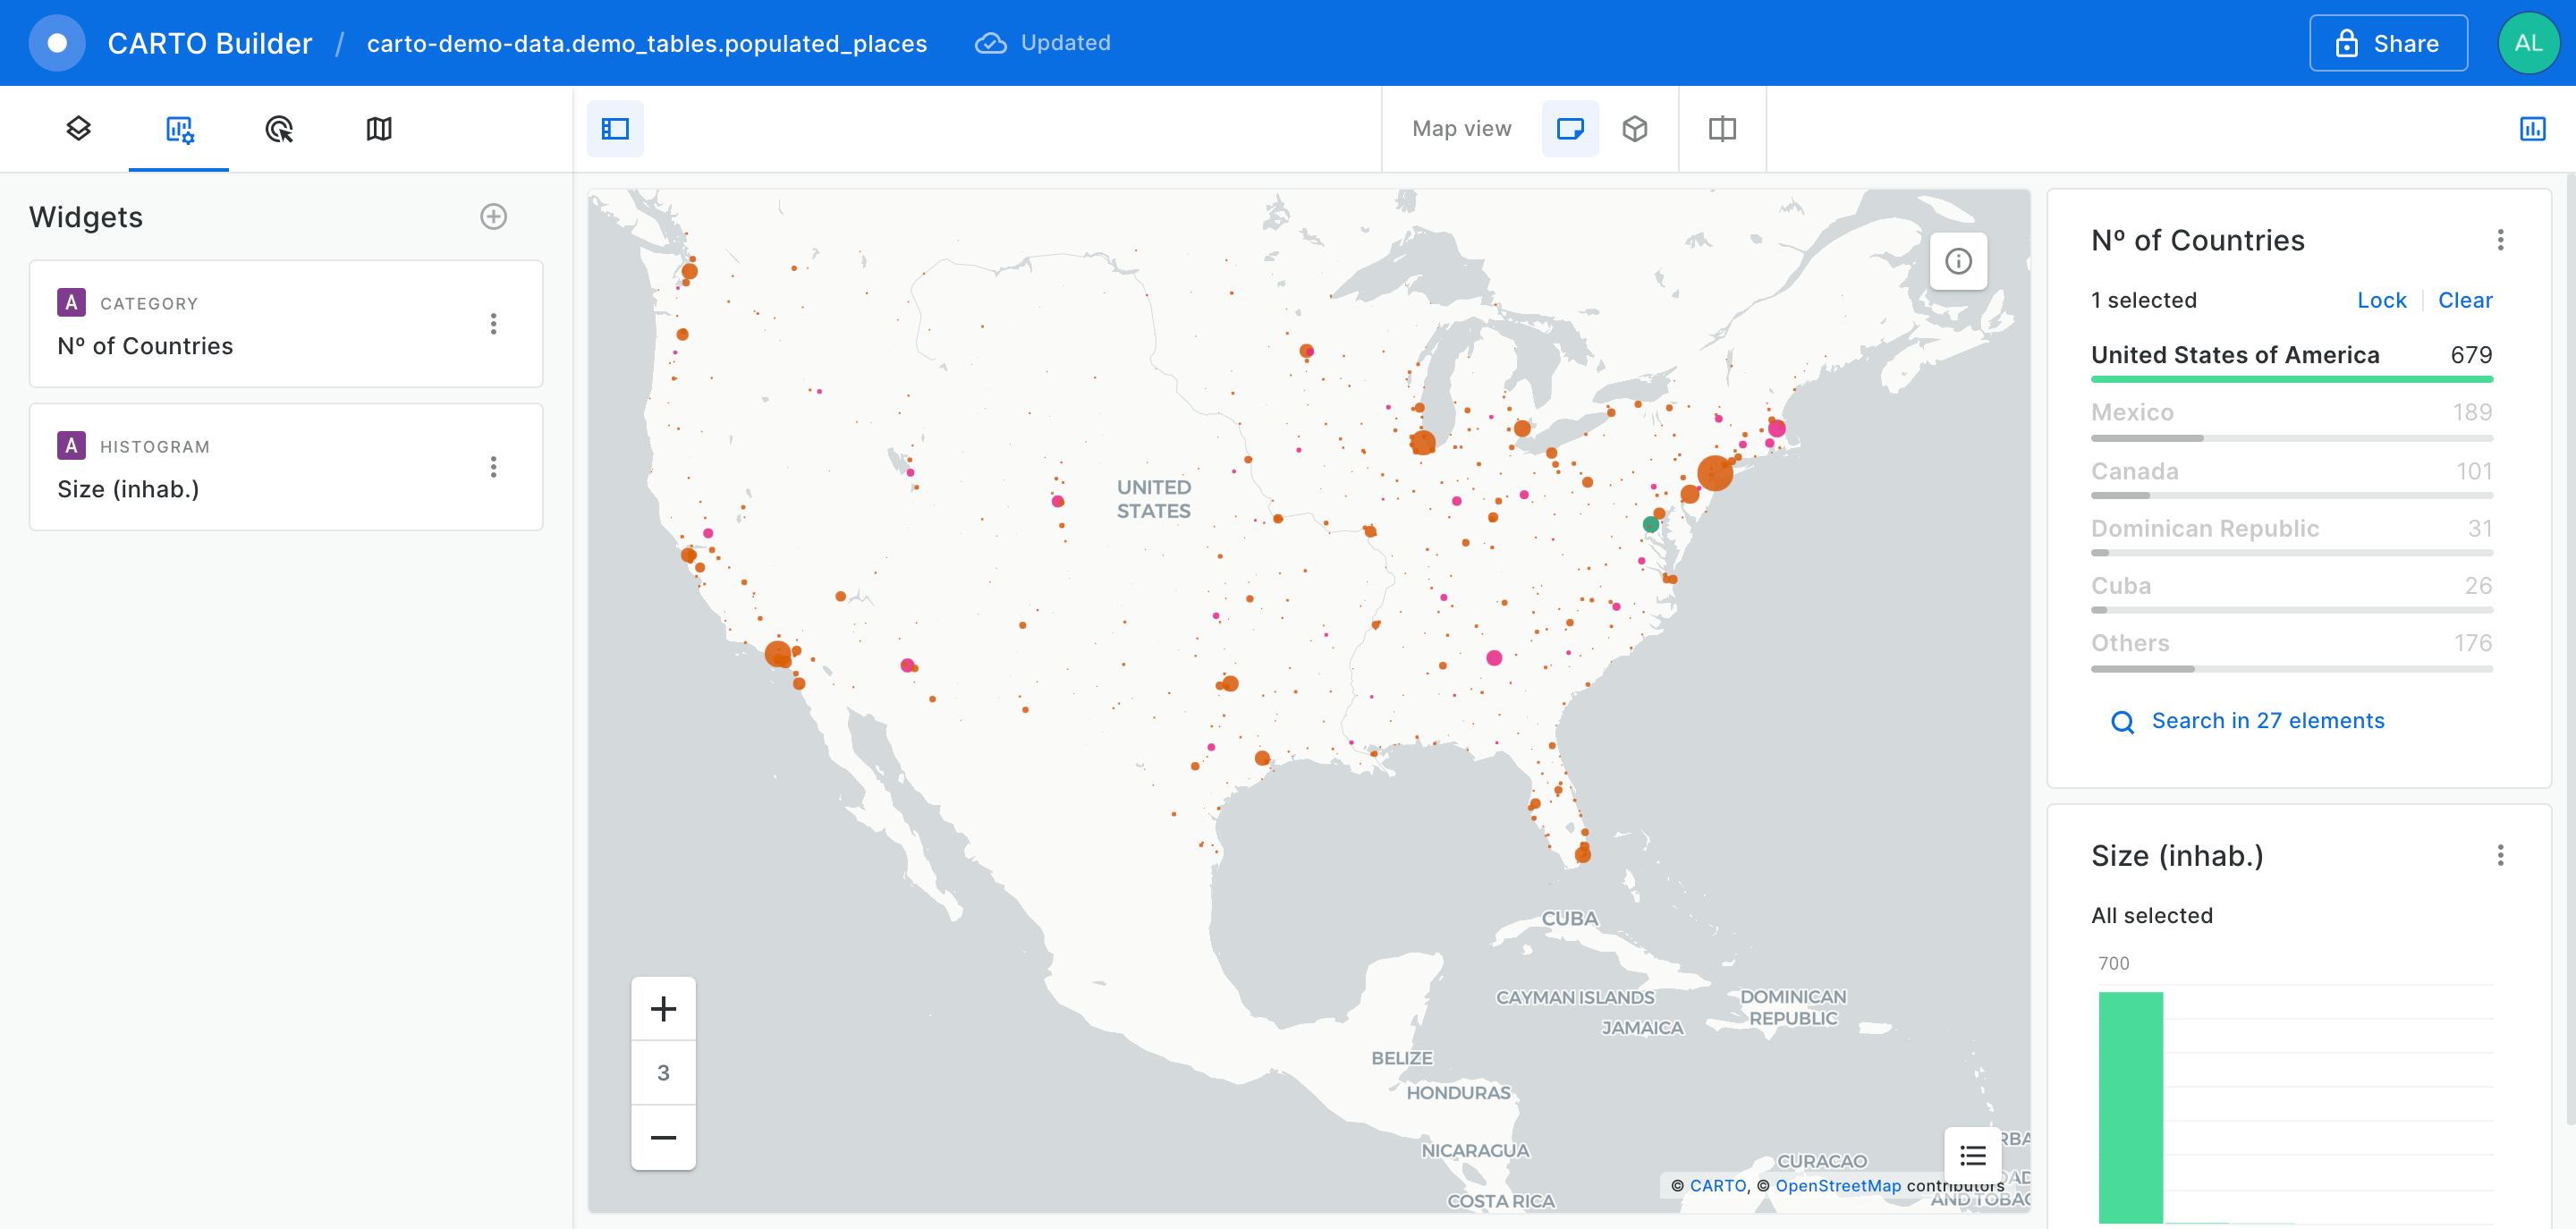 CARTO Builder / carto-demo-data.demo_tables.populated_places Updated Share AL
Map view
Widgets
A CATEGORY
Nº of Countries
A HISTOGRAM
Size (inhab.)
UNITED
STATES
CUBA
CAYMAN ISLANDS
DOMINICAN
REPUBLIC
JAMAICA
BELIZE
HONDURAS
NICARAGUA
CURACAO
COSTA RICA
AND TOBAG
3
© CARTO, © OpenStreetMap contributors
Nº of Countries
1 selected Lock Clear
United States of America 679
Mexico 189
Canada 101
Dominican Republic 31
Cuba 26
Others 176
Search in 27 elements
Size (inhab.)
All selected
700